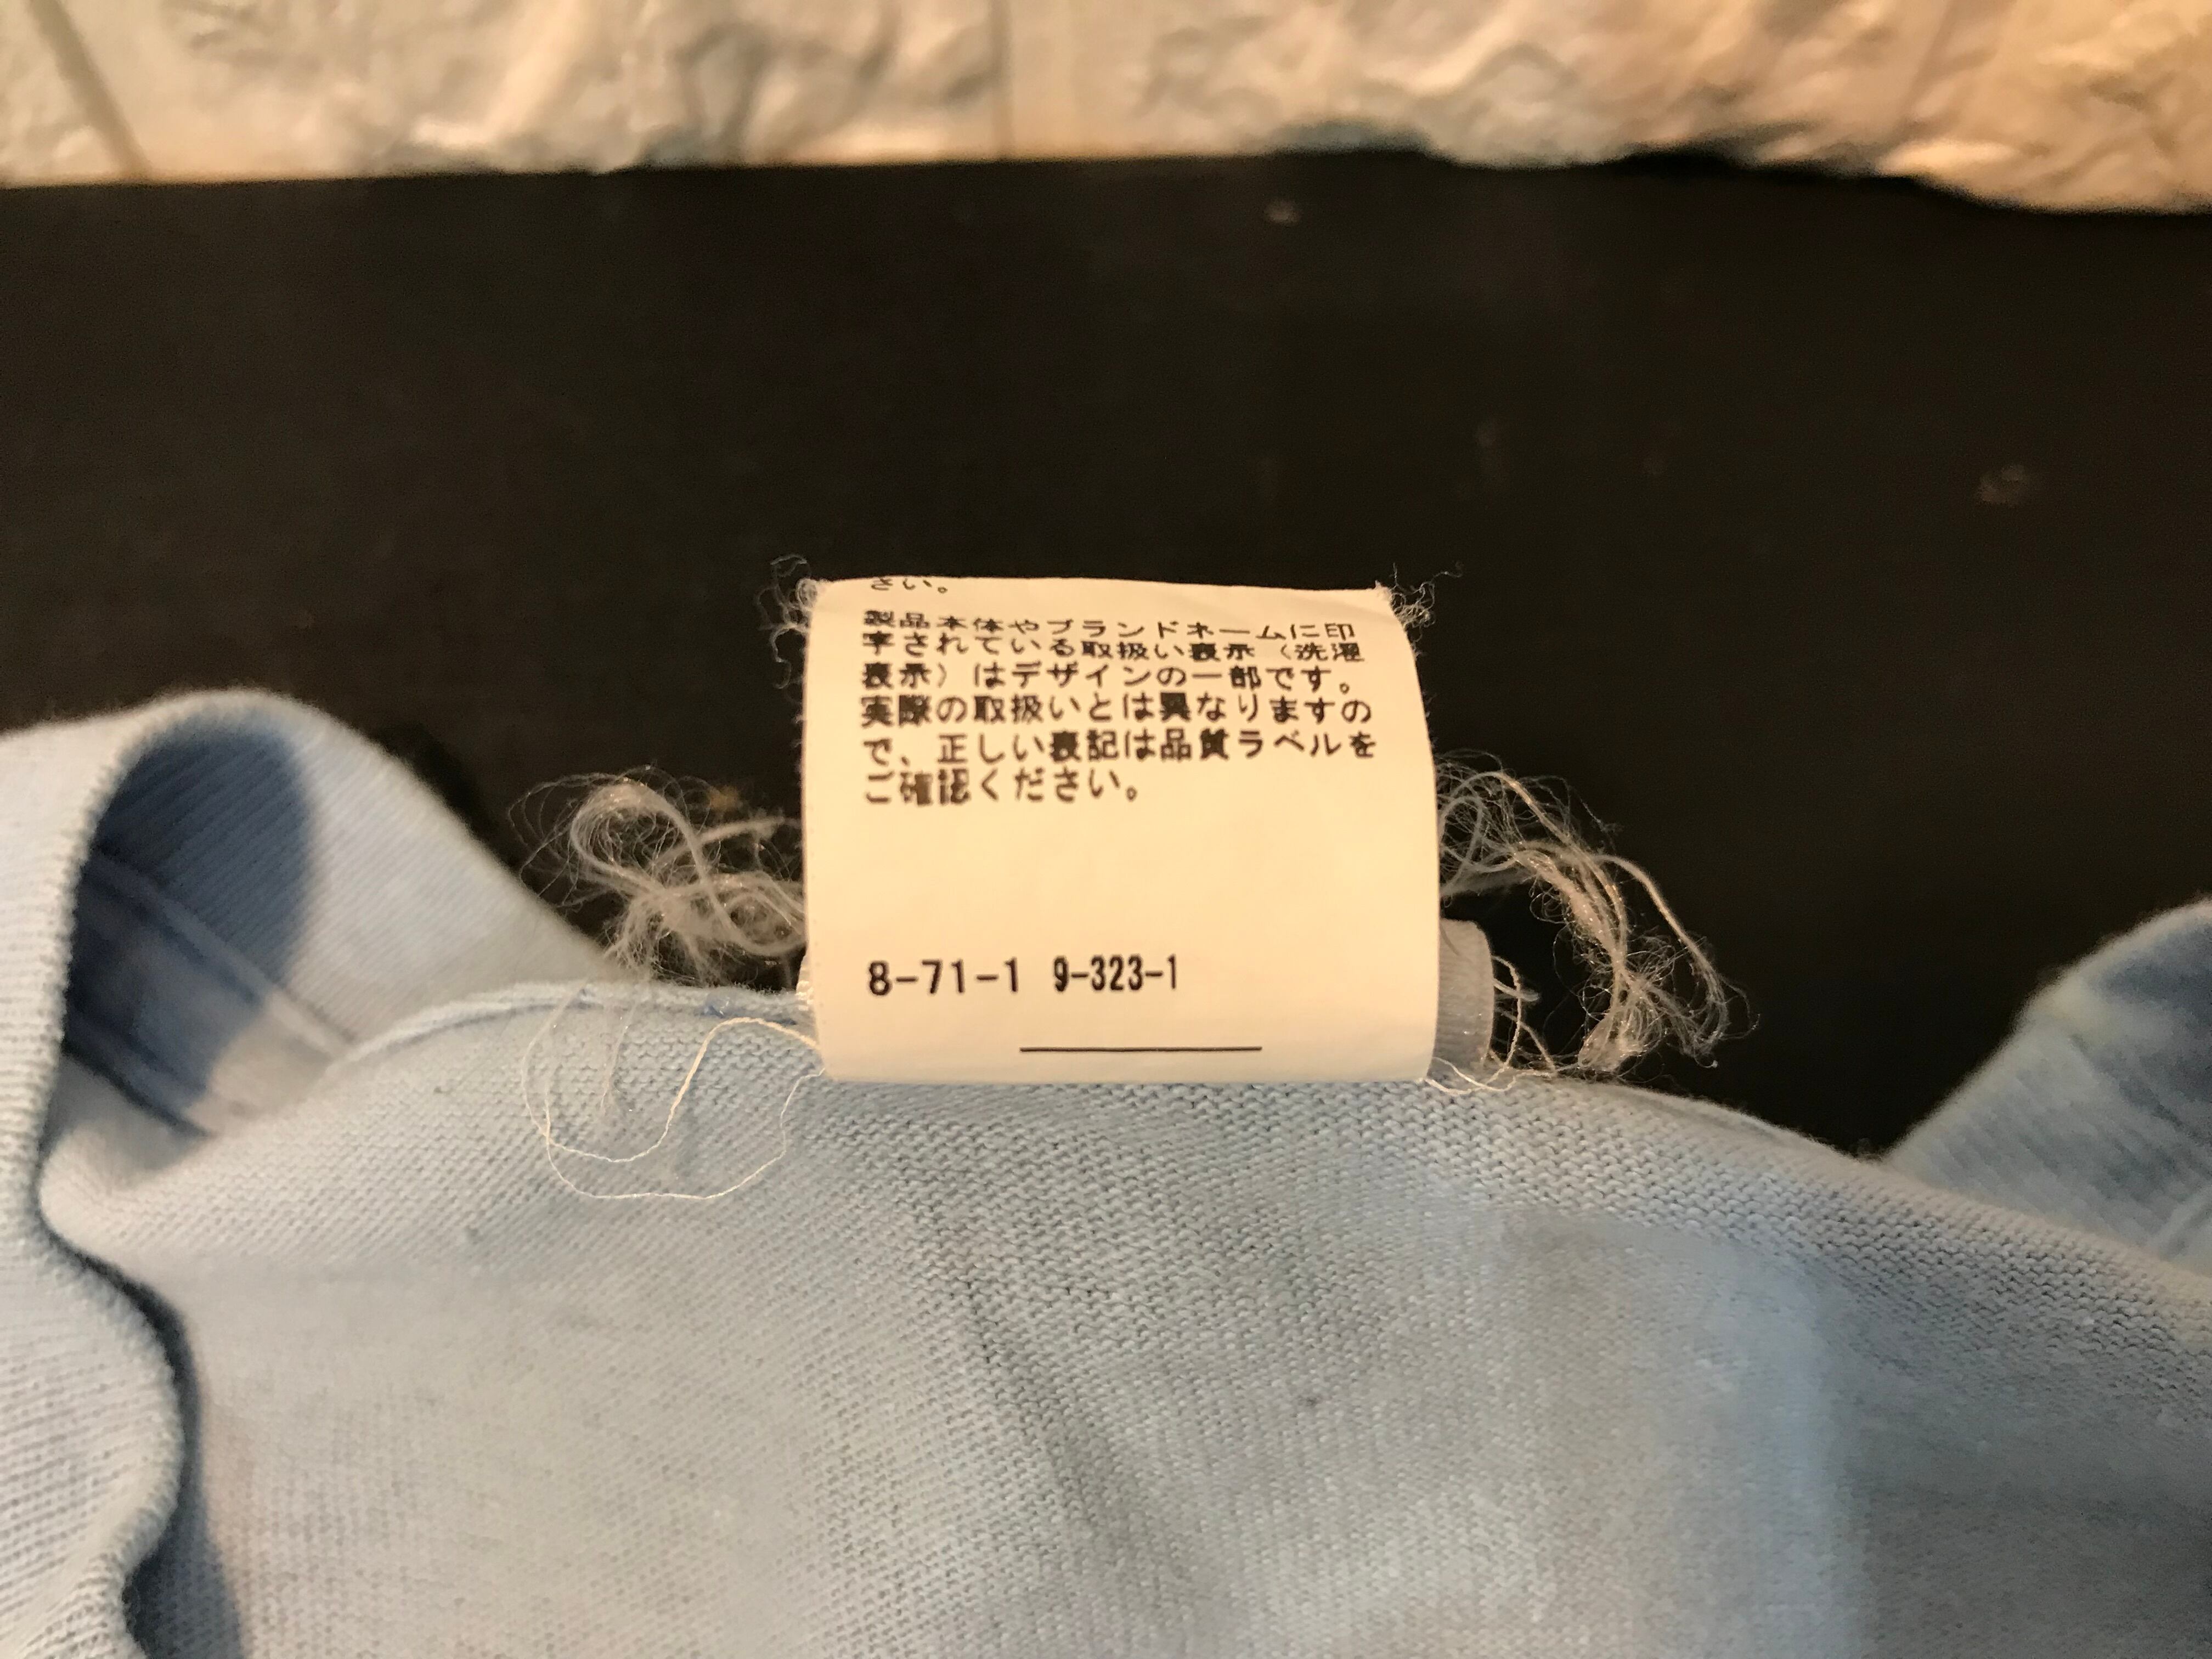 さい。
製品本体やブランドネームに印
字されている取扱い表示（洗濯
表示）はデザインの一部です。
実際の取扱いとは異なりますの
で、正しい表記は品質ラベルを
ご確認ください。
8-71-1 9-323-1